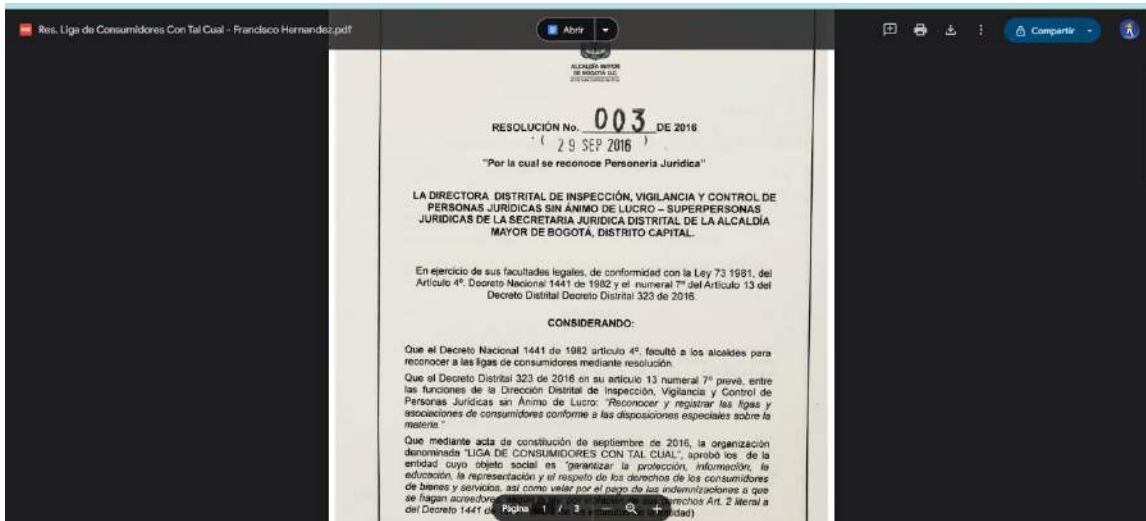 Res. Liga de Consumidores Con Tal Cual - Francisco Hernandez.pdf
Abrir
Compartir
ALCALDÍA MAYOR
DE BOGOTÁ D.C.
RESOLUCIÓN No. 003 DE 2016
( 29 SEP 2016 )
"Por la cual se reconoce Personería Jurídica"
LA DIRECTORA DISTRITAL DE INSPECCIÓN, VIGILANCIA Y CONTROL DE
PERSONAS JURÍDICAS SIN ÁNIMO DE LUCRO – SUPERPERSONAS
JURIDICAS DE LA SECRETARIA JURIDICA DISTRITAL DE LA ALCALDÍA
MAYOR DE BOGOTÁ, DISTRITO CAPITAL.
En ejercicio de sus facultades legales, de conformidad con la Ley 73 1981, del
Artículo 4º. Decreto Nacional 1441 de 1982 y el numeral 7º del Artículo 13 del
Decreto Distrital Decreto Distrital 323 de 2016.
CONSIDERANDO:
Que el Decreto Nacional 1441 de 1982 artículo 4º, facultó a los alcaldes para
reconocer a las ligas de consumidores mediante resolución.
Que el Decreto Distrital 323 de 2016 en su artículo 13 numeral 7º prevé, entre
las funciones de la Dirección Distrital de Inspección, Vigilancia y Control de
Personas Jurídicas sin Ánimo de Lucro: "Reconocer y registrar las ligas y
asociaciones de consumidores conforme a las disposiciones especiales sobre la
materia."
Que mediante acta de constitución de septiembre de 2016, la organización
denominada "LIGA DE CONSUMIDORES CON TAL CUAL", aprobó los de la
entidad cuyo objeto social es "garantizar la protección, información, la
educación, la representación y el respeto de los derechos de los consumidores
de bienes y servicios, así como velar por el pago de las indemnizaciones a que
se hagan acreedores, derechos Art. 2 literal a
del Decreto 1441 de
Página 1 / 3